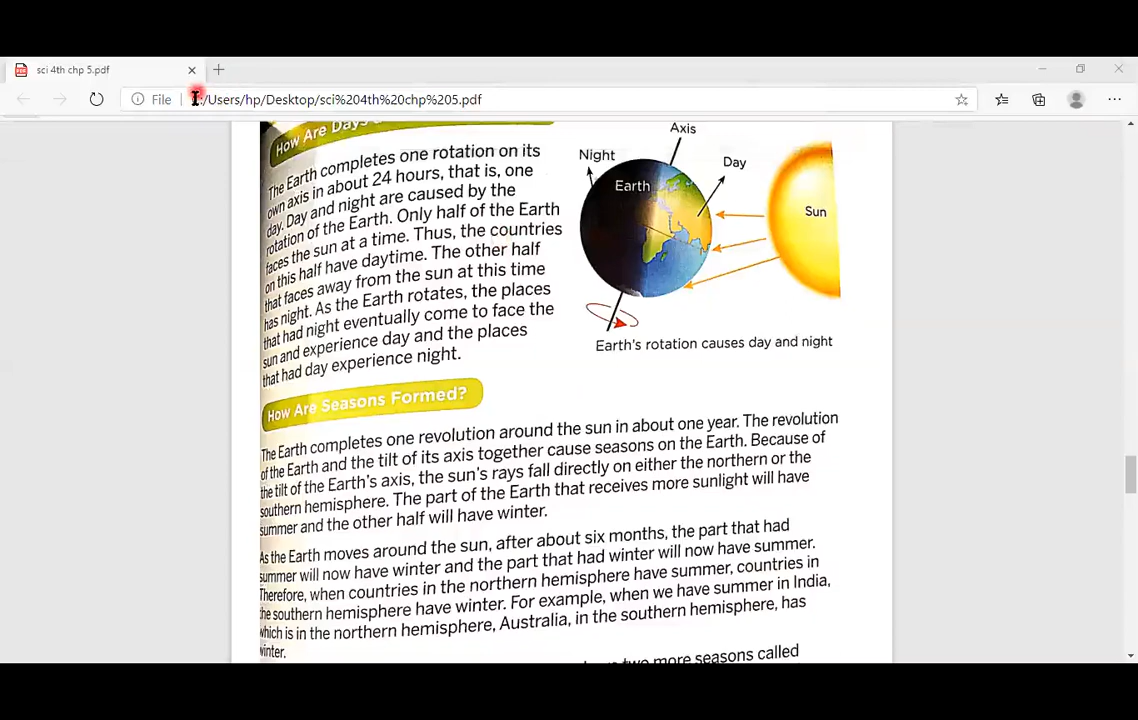 sci 4th chp 5.pdf
File
:/Users/hp/Desktop/sci%204th%20chp%205.pdf
How Are Days
The Earth completes one rotation on its
own axis in about 24 hours, that is, one
day. Day and night are caused by the
rotation of the Earth. Only half of the Earth
faces the sun at a time. Thus, the countries
on this half have daytime. The other half
that faces away from the sun at this time
has night. As the Earth rotates, the places
that had night eventually come to face the
sun and experience day and the places
that had day experience night.
Axis
Night
Day
Earth
Sun
Earth's rotation causes day and night
How Are Seasons Formed?
The Earth completes one revolution around the sun in about one year. The revolution
of the Earth and the tilt of its axis together cause seasons on the Earth. Because of
the tilt of the Earth's axis, the sun's rays fall directly on either the northern or the
southern hemisphere. The part of the Earth that receives more sunlight will have
summer and the other half will have winter.
As the Earth moves around the sun, after about six months, the part that had
summer will now have winter and the part that had winter will now have summer.
Therefore, when countries in the northern hemisphere have summer, countries in
the southern hemisphere have winter. For example, when we have summer in India,
which is in the northern hemisphere, Australia, in the southern hemisphere, has
winter.
two more seasons called